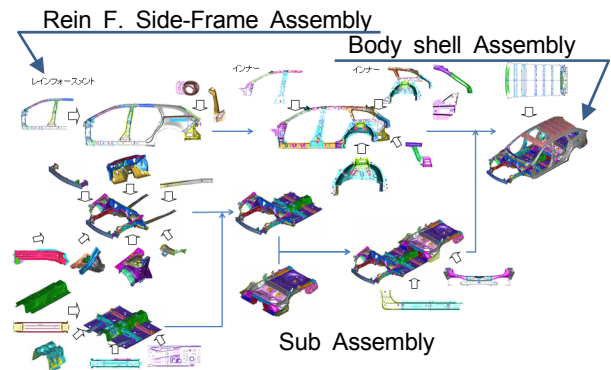 Rein F. Side-Frame Assembly
Body shell Assembly
レインフォースメント
インナー
インナー
Sub Assembly